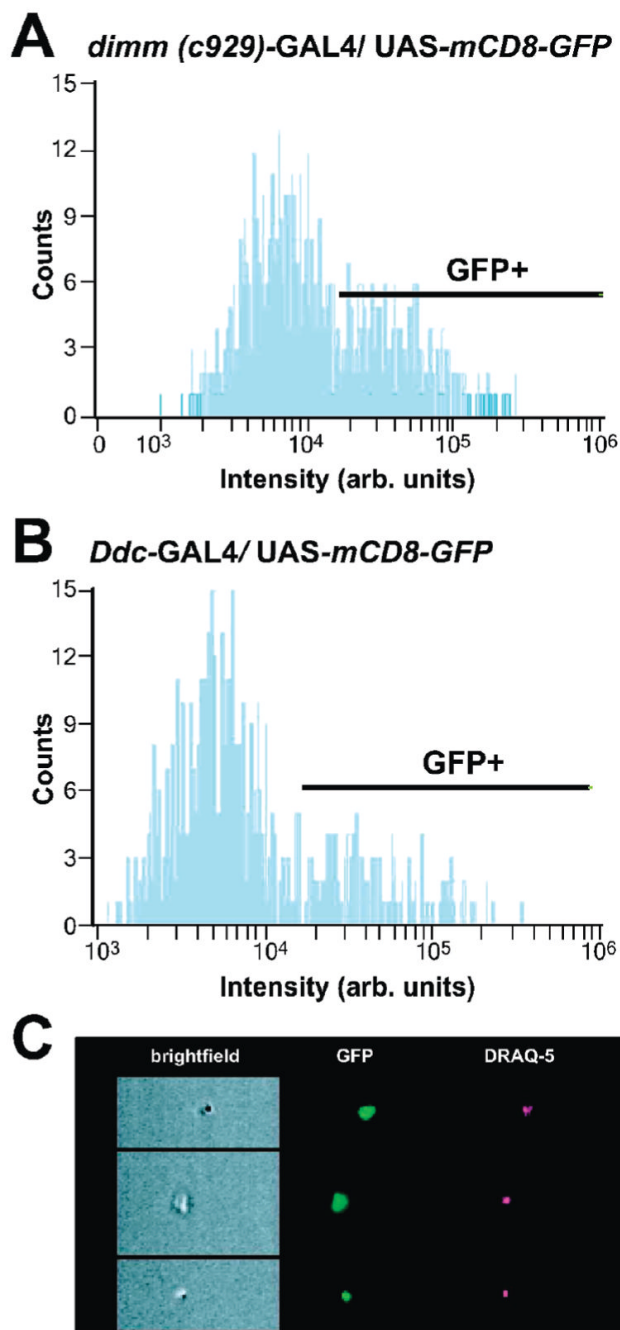 A dimm (c929)-GAL4/ UAS-mCD8-GFP
15
12
9
6
3
0
Counts
GFP+
0 10³ 10⁴ 10⁵ 10⁶
Intensity (arb. units)
B Ddc-GAL4/ UAS-mCD8-GFP
15
12
9
6
3
0
Counts
GFP+
10³ 10⁴ 10⁵ 10⁶
Intensity (arb. units)
C
brightfield GFP DRAQ-5